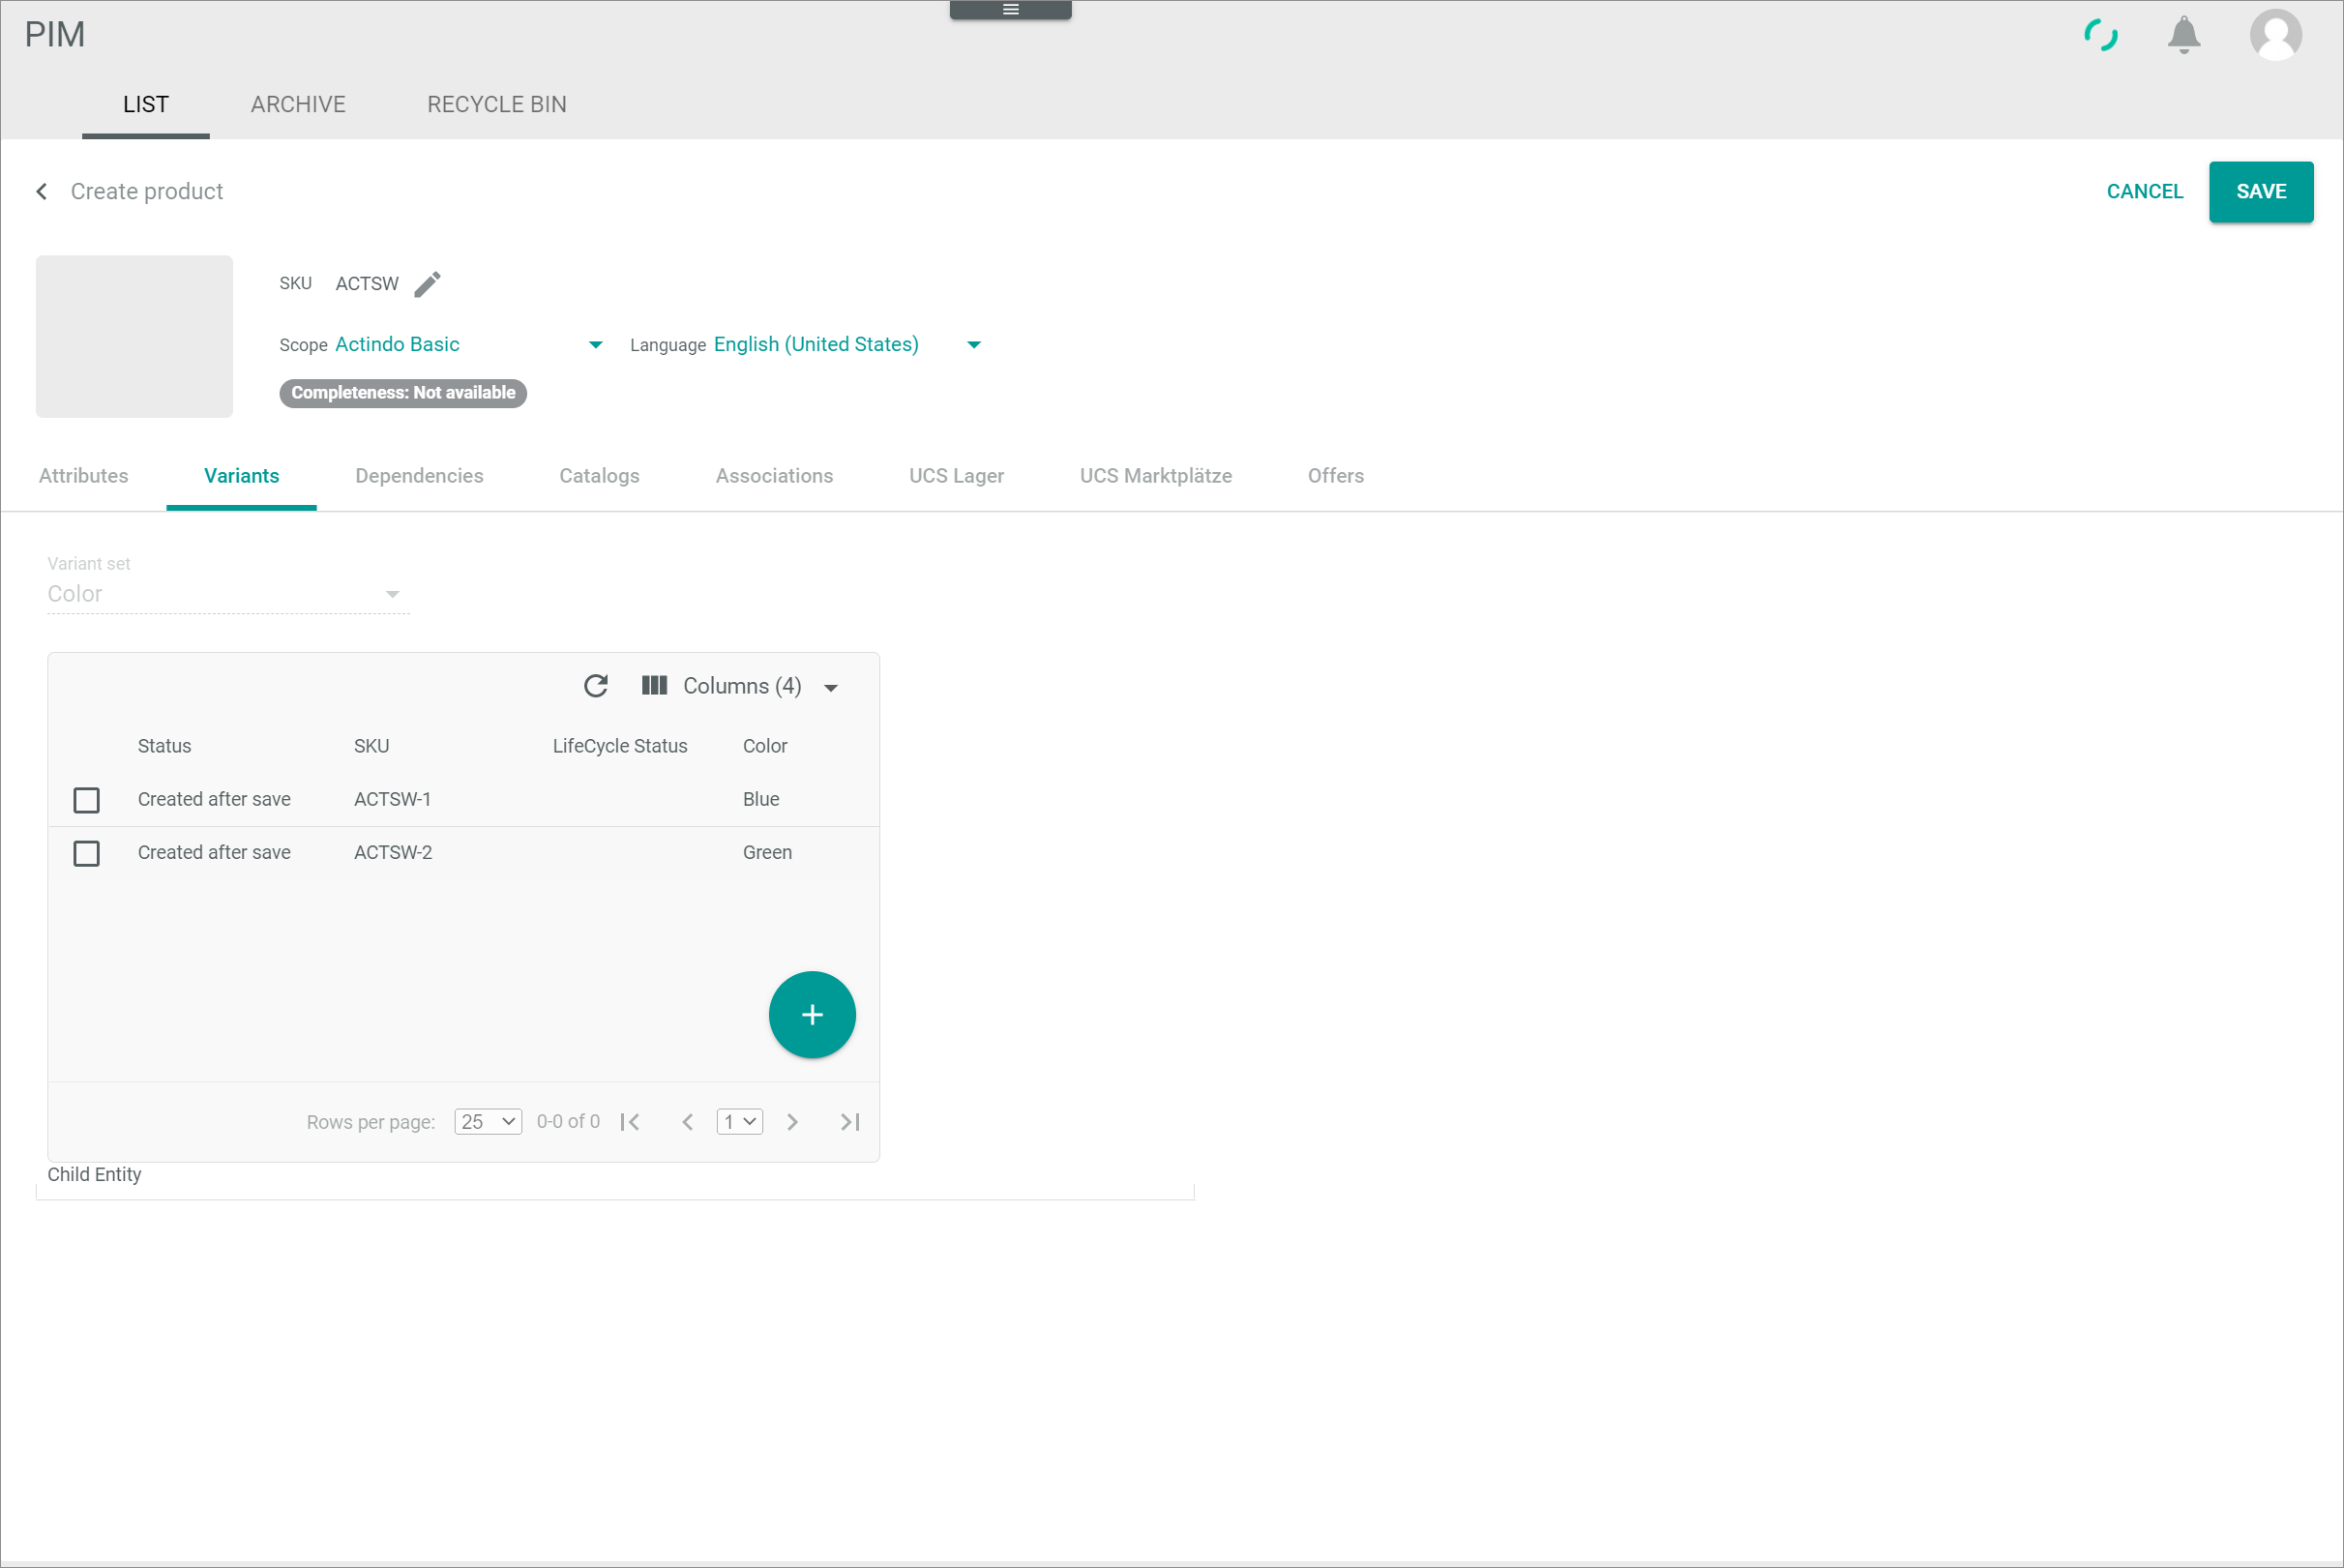 PIM
LIST ARCHIVE RECYCLE BIN
Create product CANCEL SAVE
SKU ACTSW
Scope Actindo Basic Language English (United States)
Completeness: Not available
Attributes Variants Dependencies Catalogs Associations UCS Lager UCS Marktplätze Offers
Variant set
Color
Columns (4)
Status SKU LifeCycle Status Color
Created after save ACTSW-1 Blue
Created after save ACTSW-2 Green
Rows per page: 25 0-0 of 0 1
Child Entity